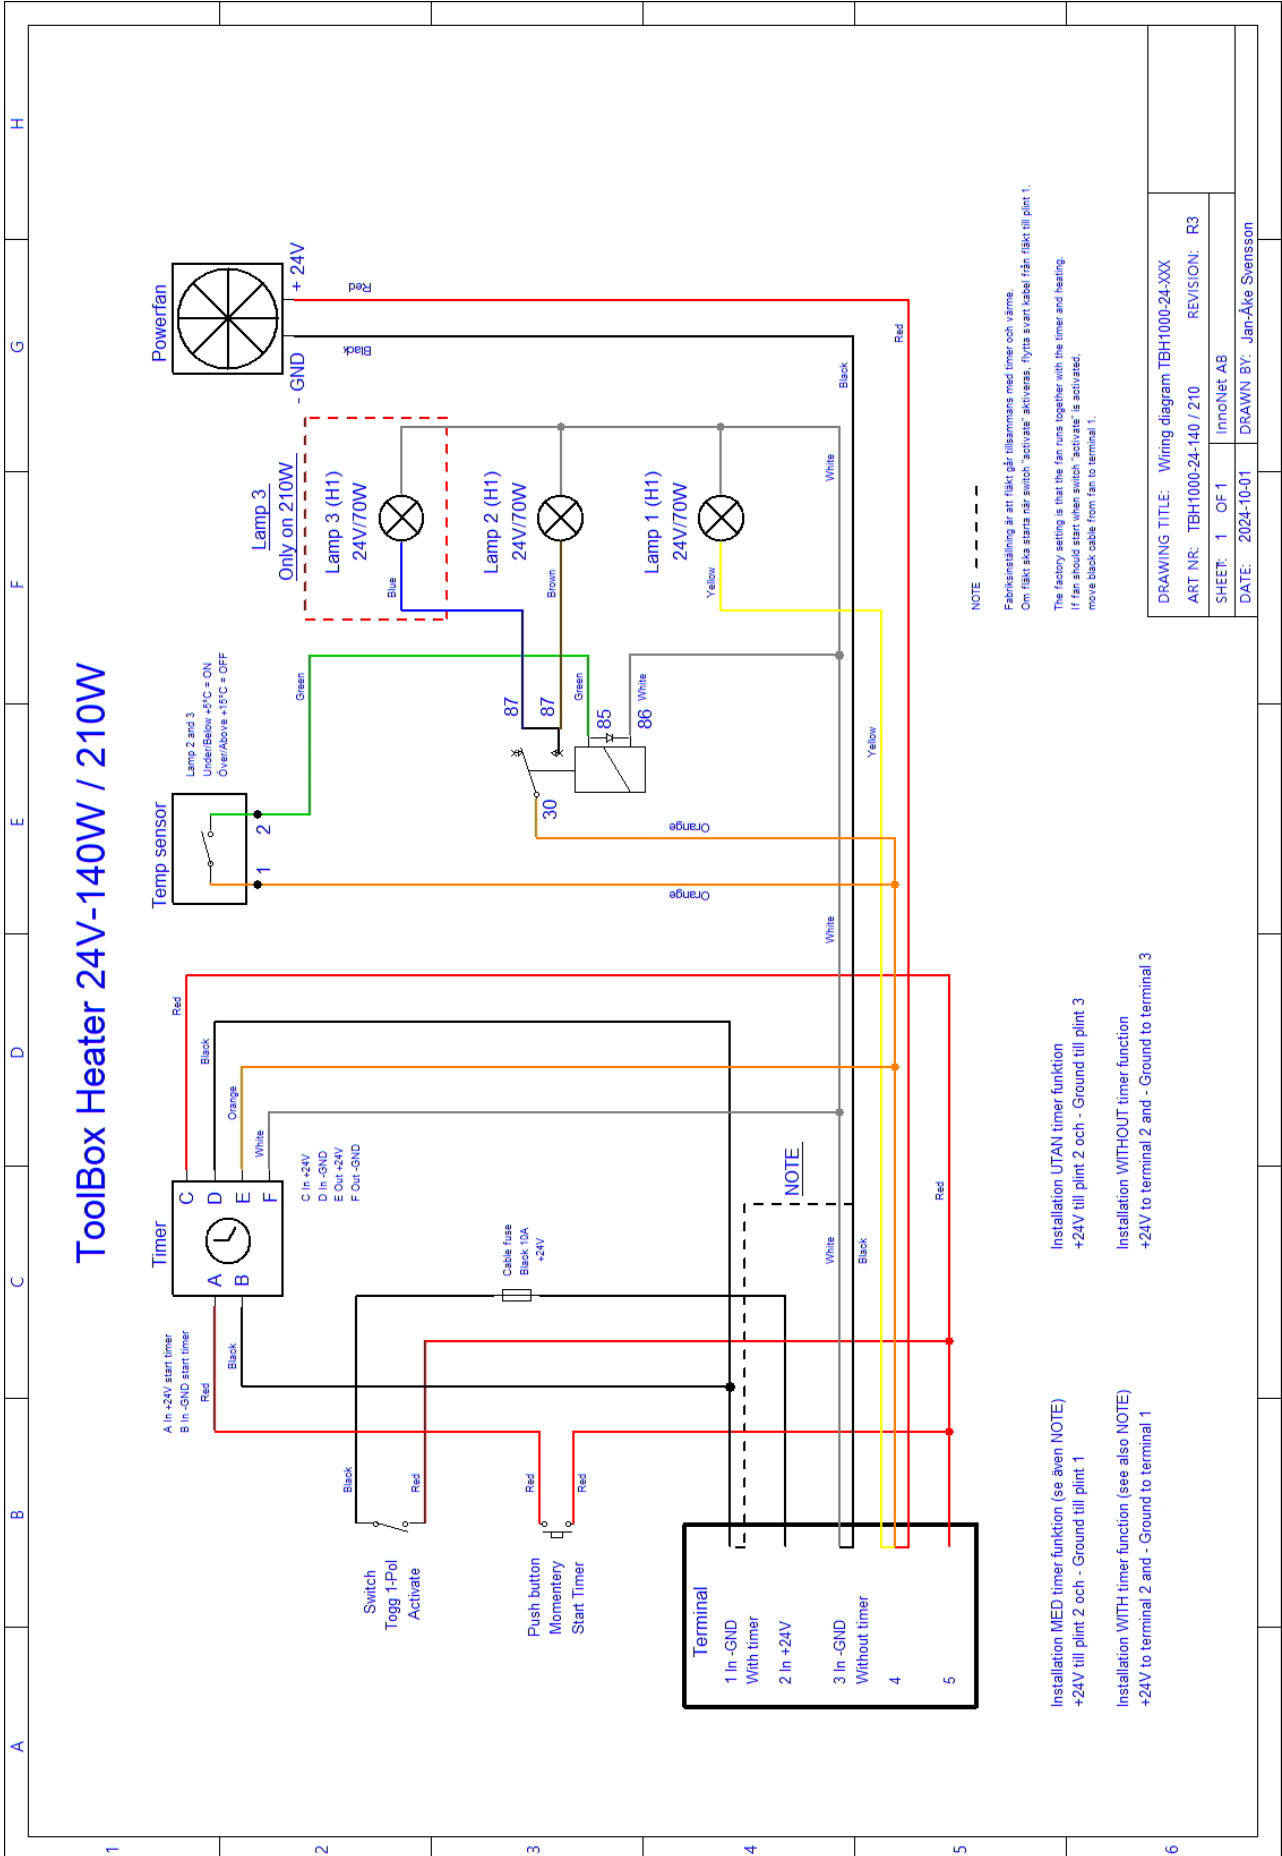 ToolBox Heater 24V-140W / 210W
A
B
C
D
E
F
G
H
1
2
3
4
5
6
Timer
A In +24V start timer
B In -GND start timer
Red
Black
A
B
C
D
E
F
Red
Black
Orange
White
C In +24V
D In -GND
E Out +24V
F Out -GND
Temp sensor
1
2
Lamp 2 and 3
Under/Below +5°C = ON
Över/Above +15°C = OFF
Green
Powerfan
- GND
+ 24V
Black
Red
Lamp 3
Only on 210W
Lamp 3 (H1)
24V/70W
Blue
Lamp 2 (H1)
24V/70W
Brown
Lamp 1 (H1)
24V/70W
Yellow
87
87
30
85
86
Green
White
Orange
Orange
Switch
Togg 1-Pol
Activate
Black
Red
Cable fuse
Black 10A
+24V
Push button
Momentery
Start Timer
Red
Red
NOTE
Terminal
1 In -GND
With timer
2 In +24V
3 In -GND
Without timer
4
5
White
Black
White
White
Black
Yellow
Red
Red
NOTE
Fabriksinställning är att fläkt går tillsammans med timer och värme.
Om fläkt ska starta när switch "activate" aktiveras, flytta svart kabel från fläkt till plint 1.
The factory setting is that the fan runs together with the timer and heating.
If fan should start when switch "activate" is activated,
move black cable from fan to terminal 1.
Installation MED timer funktion (se även NOTE)
+24V till plint 2 och - Ground till plint 1
Installation WITH timer function (see also NOTE)
+24V to terminal 2 and - Ground to terminal 1
Installation UTAN timer funktion
+24V till plint 2 och - Ground till plint 3
Installation WITHOUT timer function
+24V to terminal 2 and - Ground to terminal 3
DRAWING TITLE: Wiring diagram TBH1000-24-XXX
ART NR: TBH1000-24-140 / 210 REVISION: R3
SHEET: 1 OF 1 InnoNet AB
DATE: 2024-10-01 DRAWN BY: Jan-Åke Svensson